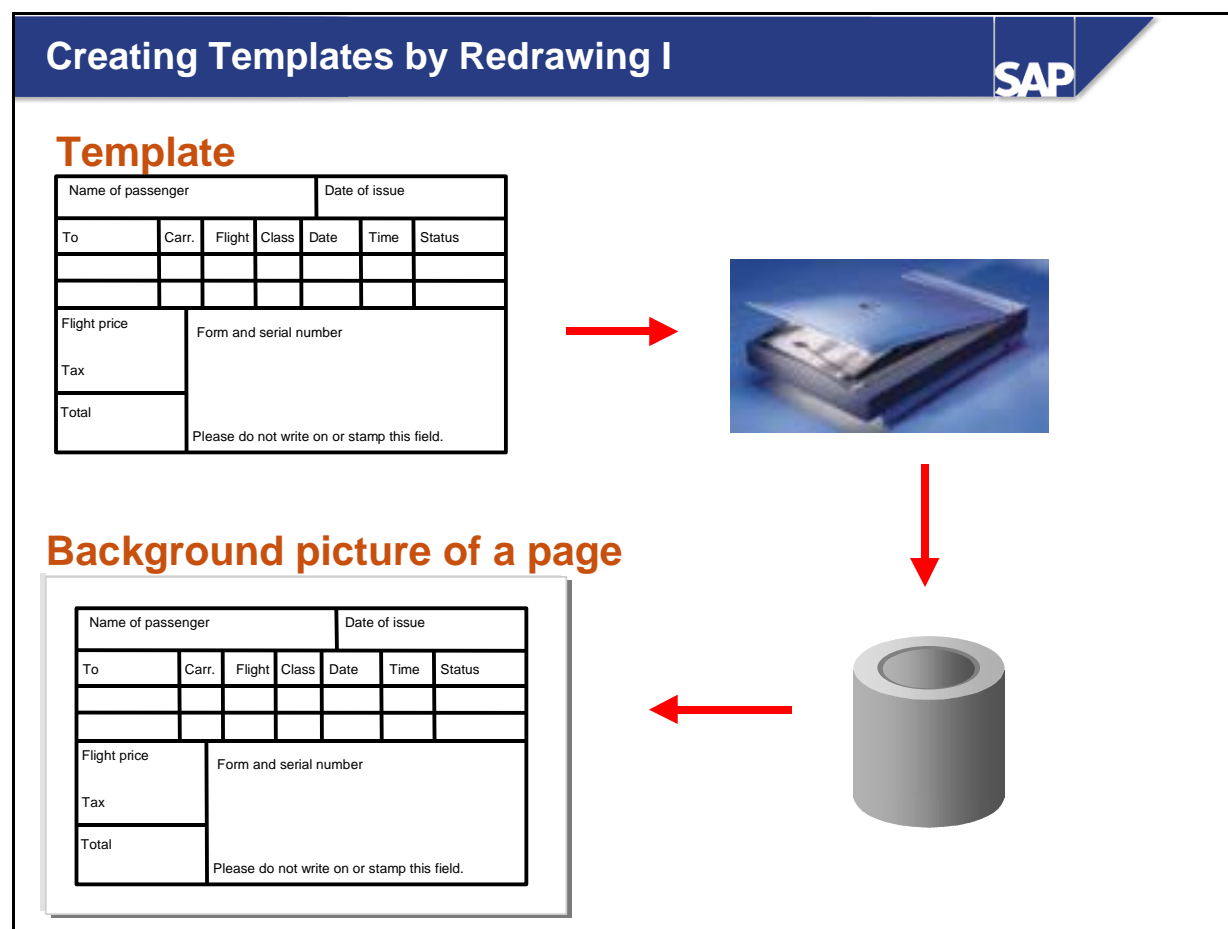 Creating Templates by Redrawing I
SAP
Template
Name of passenger Date of issue
To Carr. Flight Class Date Time Status
Flight price
Form and serial number
Tax
Total
Please do not write on or stamp this field.
Background picture of a page
Name of passenger Date of issue
To Carr. Flight Class Date Time Status
Flight price
Form and serial number
Tax
Total
Please do not write on or stamp this field.